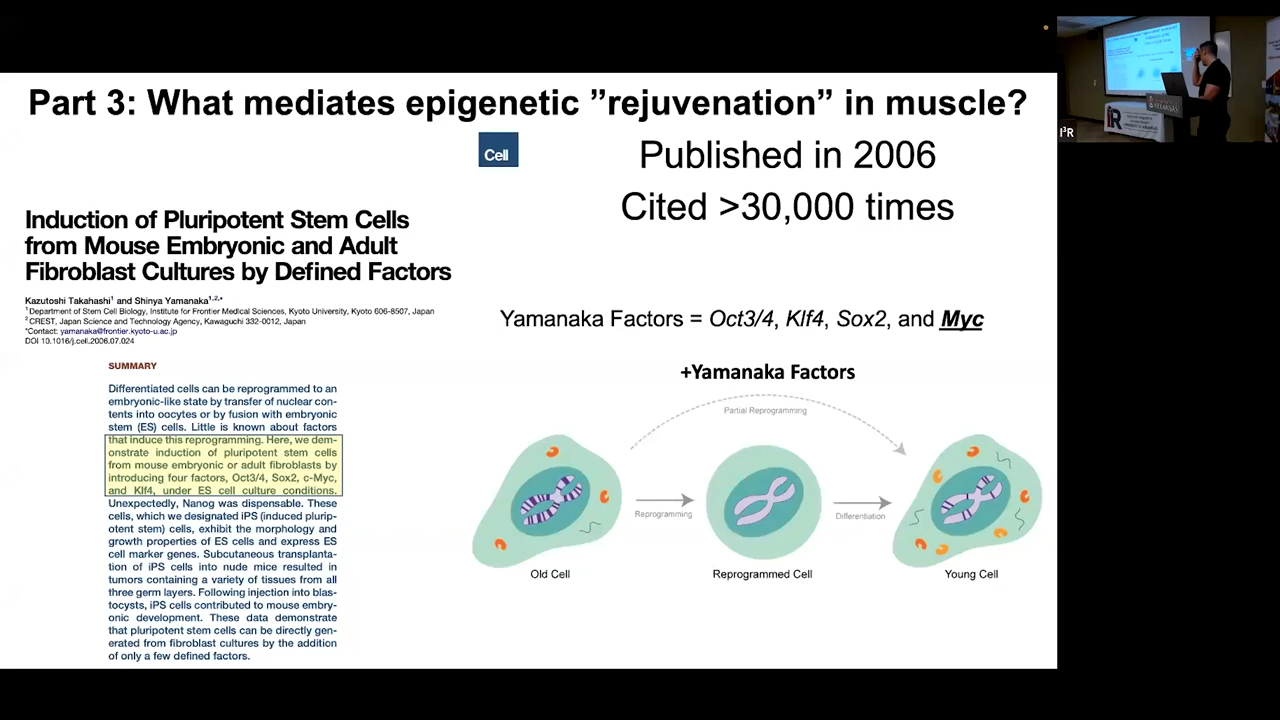 Part 3: What mediates epigenetic ”rejuvenation” in muscle?
Cell
Published in 2006
Cited >30,000 times
Induction of Pluripotent Stem Cells
from Mouse Embryonic and Adult
Fibroblast Cultures by Defined Factors
Kazutoshi Takahashi1 and Shinya Yamanaka1,2,*
1 Department of Stem Cell Biology, Institute for Frontier Medical Sciences, Kyoto University, Kyoto 606-8507, Japan
2 CREST, Japan Science and Technology Agency, Kawaguchi 332-0012, Japan
*Contact: yamanaka@frontier.kyoto-u.ac.jp
DOI 10.1016/j.cell.2006.07.024
SUMMARY
Differentiated cells can be reprogrammed to an
embryonic-like state by transfer of nuclear con-
tents into oocytes or by fusion with embryonic
stem (ES) cells. Little is known about factors
that induce this reprogramming. Here, we dem-
onstrate induction of pluripotent stem cells
from mouse embryonic or adult fibroblasts by
introducing four factors, Oct3/4, Sox2, c-Myc,
and Klf4, under ES cell culture conditions.
Unexpectedly, Nanog was dispensable. These
cells, which we designated iPS (induced plurip-
otent stem) cells, exhibit the morphology and
growth properties of ES cells and express ES
cell marker genes. Subcutaneous transplanta-
tion of iPS cells into nude mice resulted in
tumors containing a variety of tissues from all
three germ layers. Following injection into blas-
tocysts, iPS cells contributed to mouse embry-
onic development. These data demonstrate
that pluripotent stem cells can be directly gen-
erated from fibroblast cultures by the addition
of only a few defined factors.
Yamanaka Factors = Oct3/4, Klf4, Sox2, and Myc
+Yamanaka Factors
Partial Reprogramming
Reprogramming
Differentiation
Old Cell
Reprogrammed Cell
Young Cell
I³R